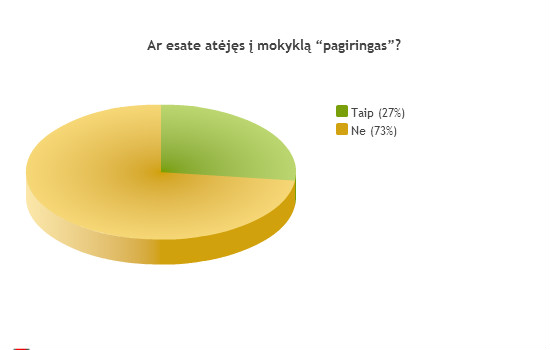 Ar esate atėjęs į mokyklą “pagiringas”?
Taip (27%)
Ne (73%)